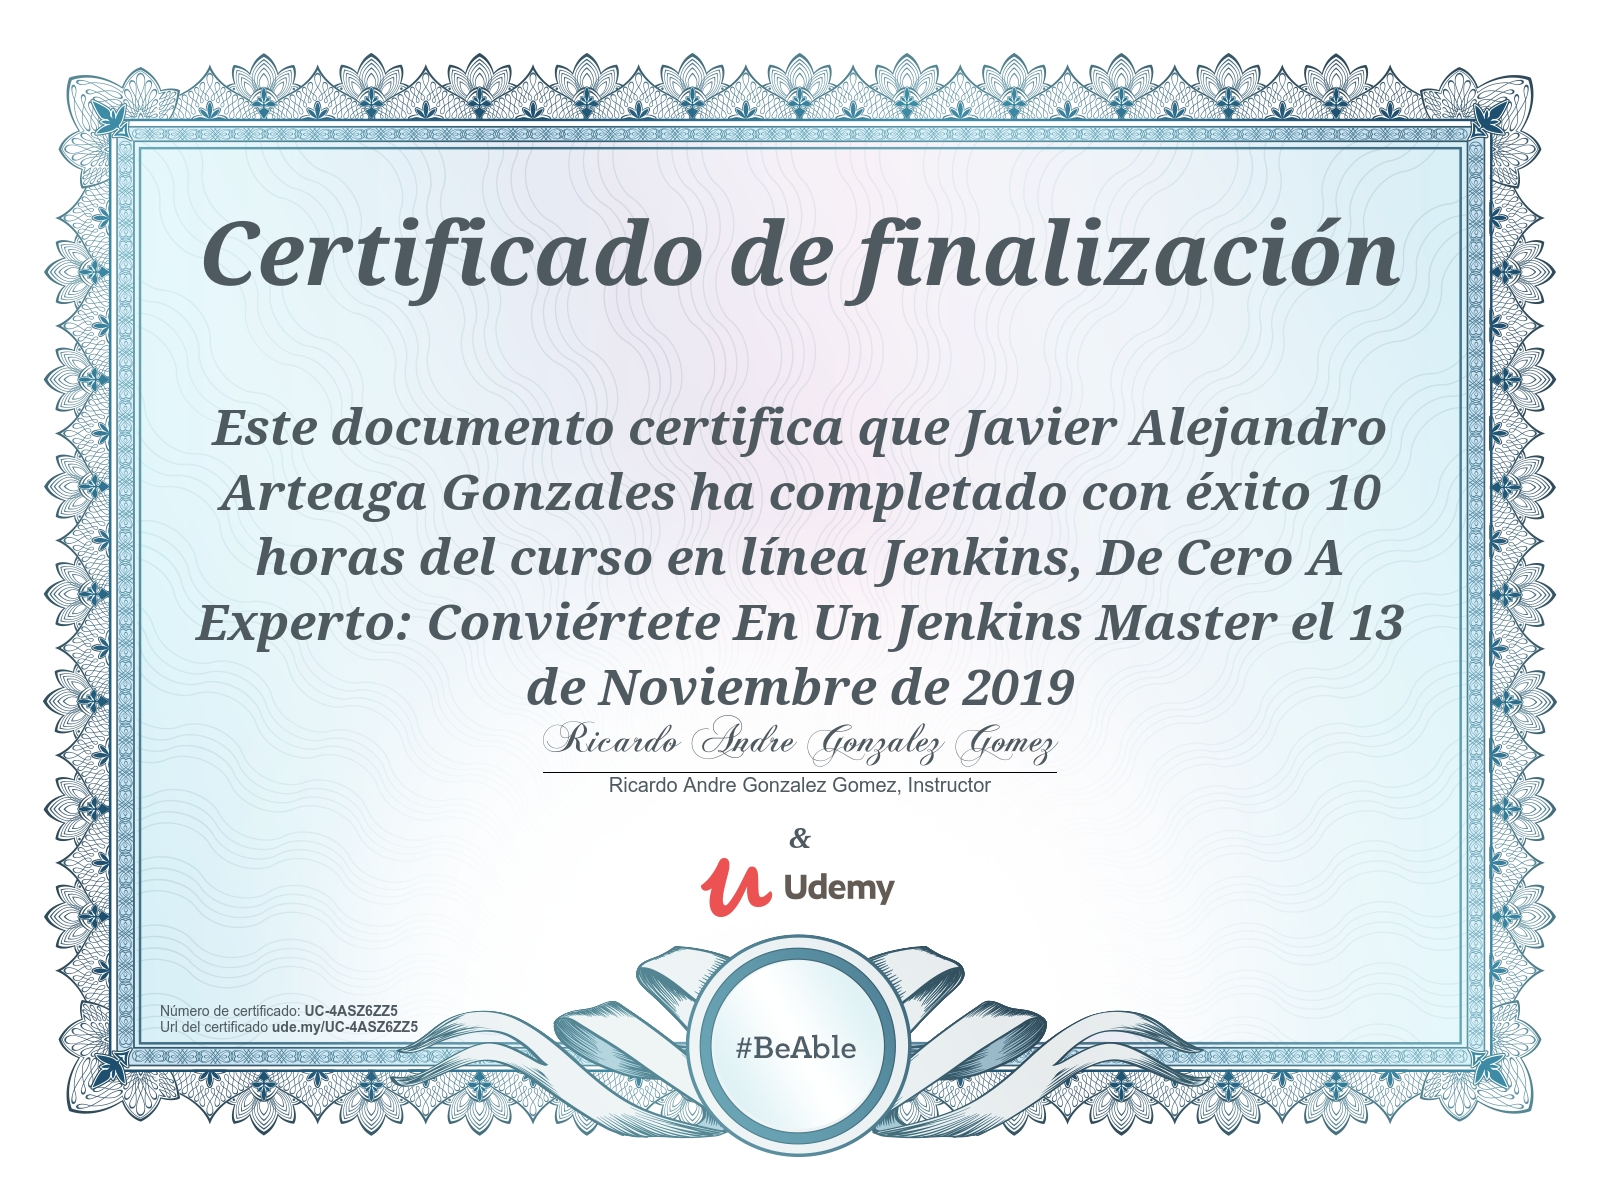 Certificado de finalización
Este documento certifica que Javier Alejandro
Arteaga Gonzales ha completado con éxito 10
horas del curso en línea Jenkins, De Cero A
Experto: Conviértete En Un Jenkins Master el 13
de Noviembre de 2019
Ricardo Andre Gonzalez Gomez
Ricardo Andre Gonzalez Gomez, Instructor
&
Udemy
Número de certificado: UC-4ASZ6ZZ5
Url del certificado ude.my/UC-4ASZ6ZZ5
#BeAble